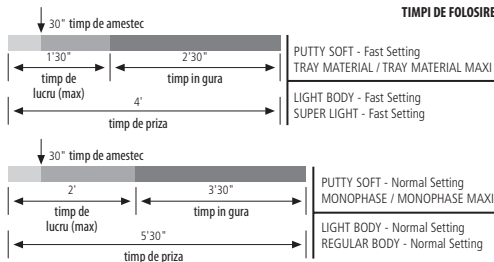 TIMPI DE FOLOSIRE
30" timp de amestec
1'30"
2'30"
timp de
lucru (max)
timp in gura
4'
timp de priza
PUTTY SOFT - Fast Setting
TRAY MATERIAL / TRAY MATERIAL MAXI
LIGHT BODY - Fast Setting
SUPER LIGHT - Fast Setting
30" timp de amestec
2'
3'30"
timp de
lucru (max)
timp in gura
5'30"
timp de priza
PUTTY SOFT - Normal Setting
MONOPHASE / MONOPHASE MAXI
LIGHT BODY - Normal Setting
REGULAR BODY - Normal Setting